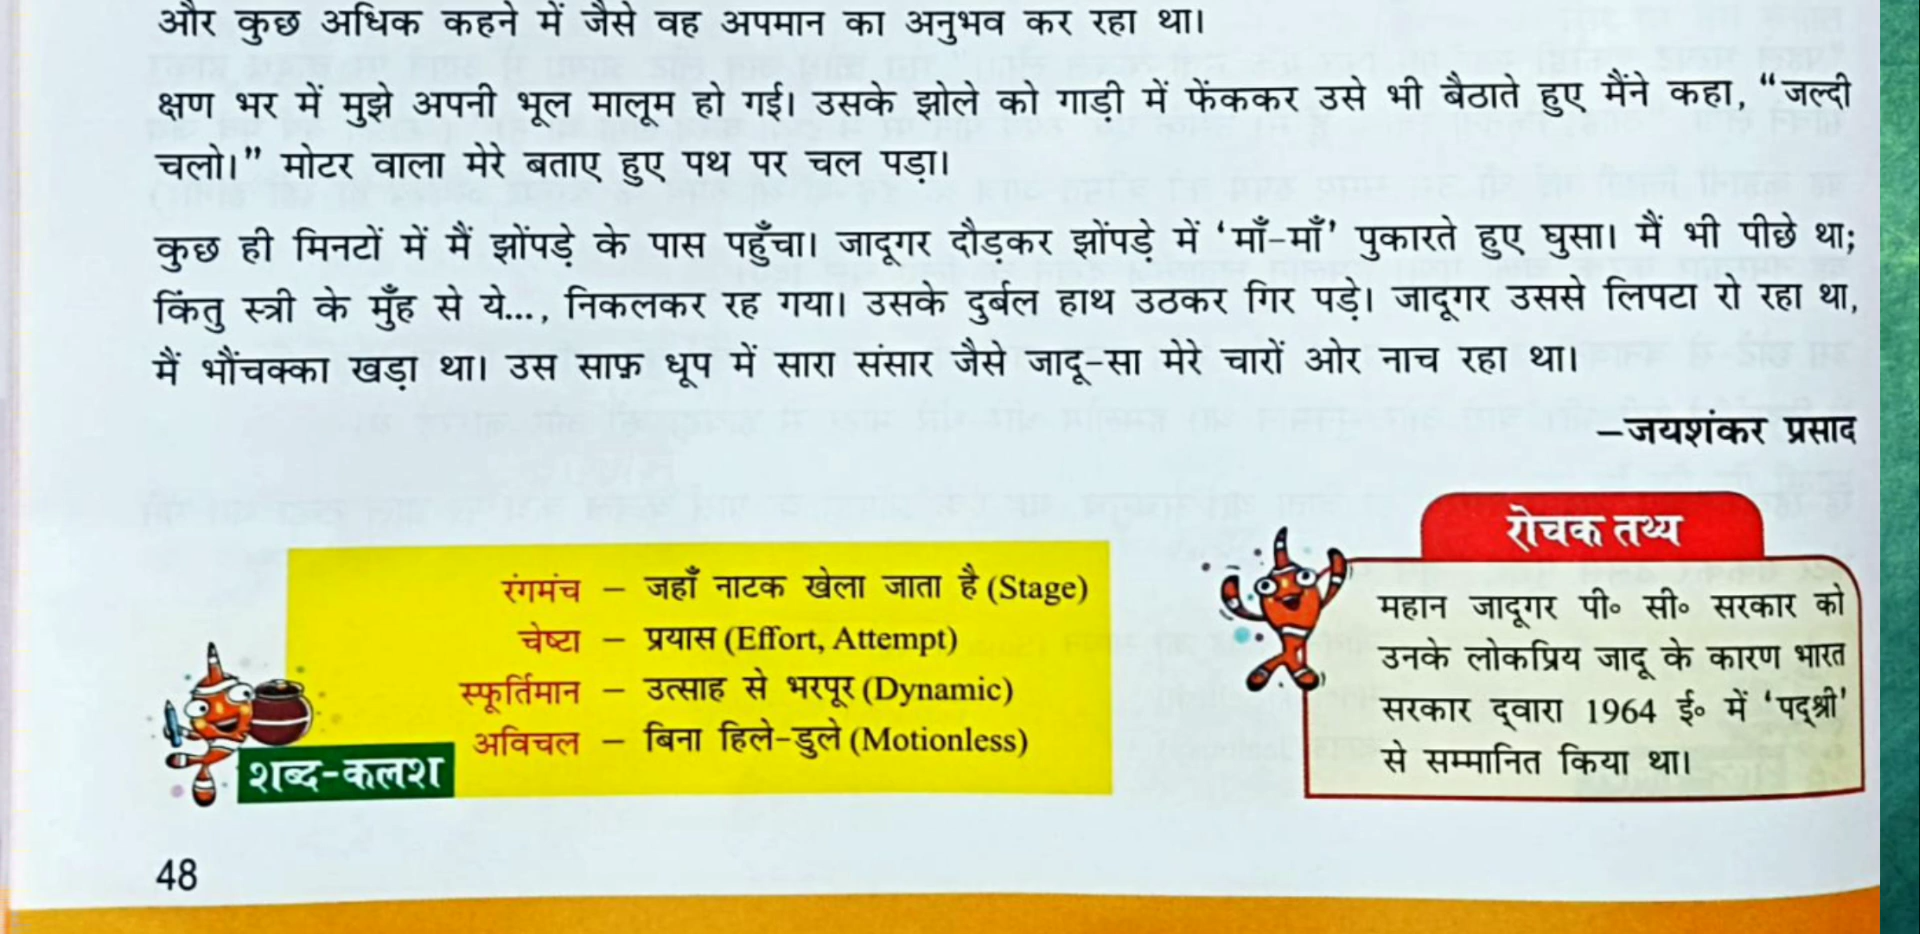 और कुछ अधिक कहने में जैसे वह अपमान का अनुभव कर रहा था।
क्षण भर में मुझे अपनी भूल मालूम हो गई। उसके झोले को गाड़ी में फेंककर उसे भी बैठाते हुए मैंने कहा, “जल्दी
चलो।” मोटर वाला मेरे बताए हुए पथ पर चल पड़ा।
कुछ ही मिनटों में मैं झोंपड़े के पास पहुँचा। जादूगर दौड़कर झोंपड़े में ‘माँ-माँ’ पुकारते हुए घुसा। मैं भी पीछे था;
किंतु स्त्री के मुँह से ये..., निकलकर रह गया। उसके दुर्बल हाथ उठकर गिर पड़े। जादूगर उससे लिपटा रो रहा था,
मैं भौंचक्का खड़ा था। उस साफ़ धूप में सारा संसार जैसे जादू-सा मेरे चारों ओर नाच रहा था।
–जयशंकर प्रसाद
रंगमंच – जहाँ नाटक खेला जाता है (Stage)
चेष्टा – प्रयास (Effort, Attempt)
स्फूर्तिमान – उत्साह से भरपूर (Dynamic)
अविचल – बिना हिले-डुले (Motionless)
शब्द-कलश
रोचक तथ्य
महान जादूगर पी॰ सी॰ सरकार को
उनके लोकप्रिय जादू के कारण भारत
सरकार द्वारा 1964 ई॰ में ‘पद्श्री’
से सम्मानित किया था।
48